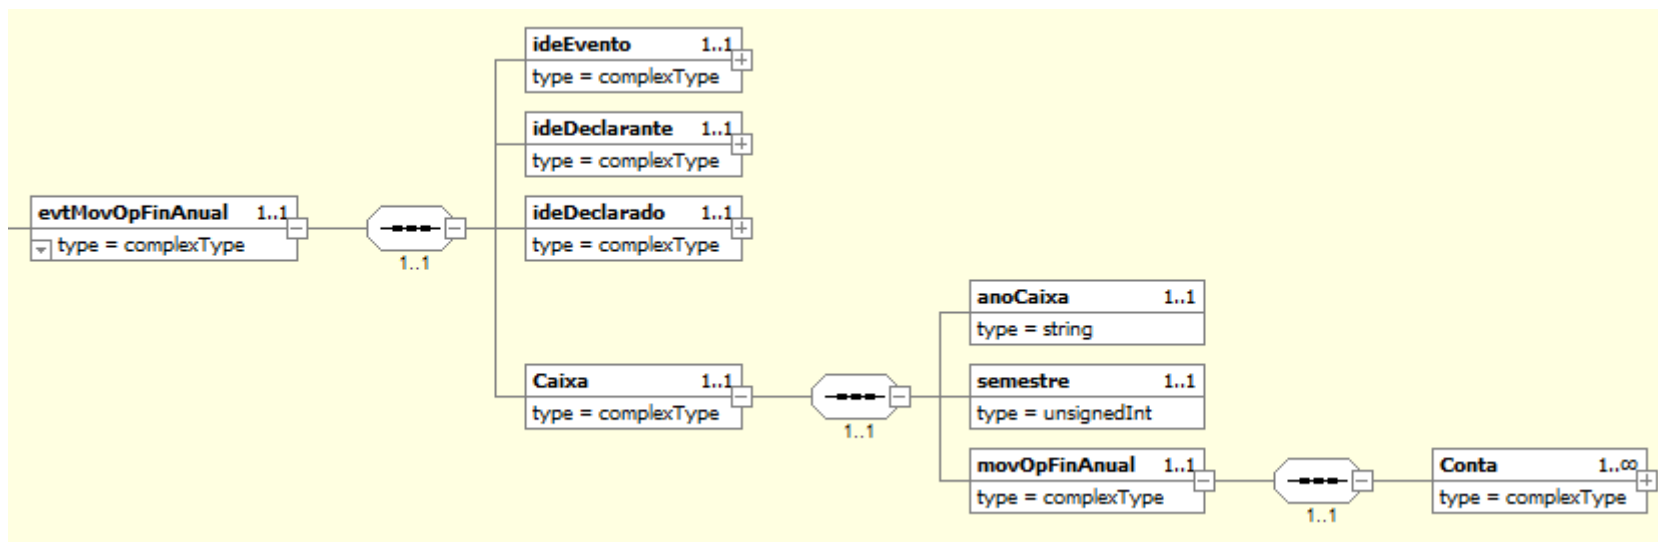 ideEvento 1..1
type = complexType
ideDeclarante 1..1
type = complexType
evtMovOpFinAnual 1..1
type = complexType
1..1
ideDeclarado 1..1
type = complexType
Caixa 1..1
type = complexType
1..1
anoCaixa 1..1
type = string
semestre 1..1
type = unsignedInt
movOpFinAnual 1..1
type = complexType
1..1
Conta 1..∞
type = complexType